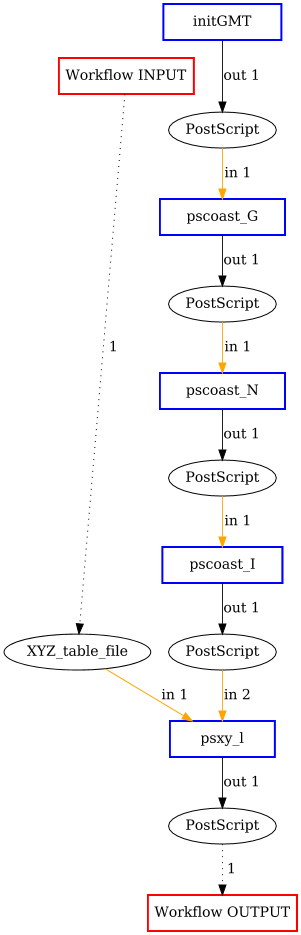 initGMT
Workflow INPUT
out 1
PostScript
in 1
pscoast_G
out 1
PostScript
1
in 1
pscoast_N
out 1
PostScript
in 1
pscoast_I
out 1
XYZ_table_file
PostScript
in 1
in 2
psxy_l
out 1
PostScript
1
Workflow OUTPUT